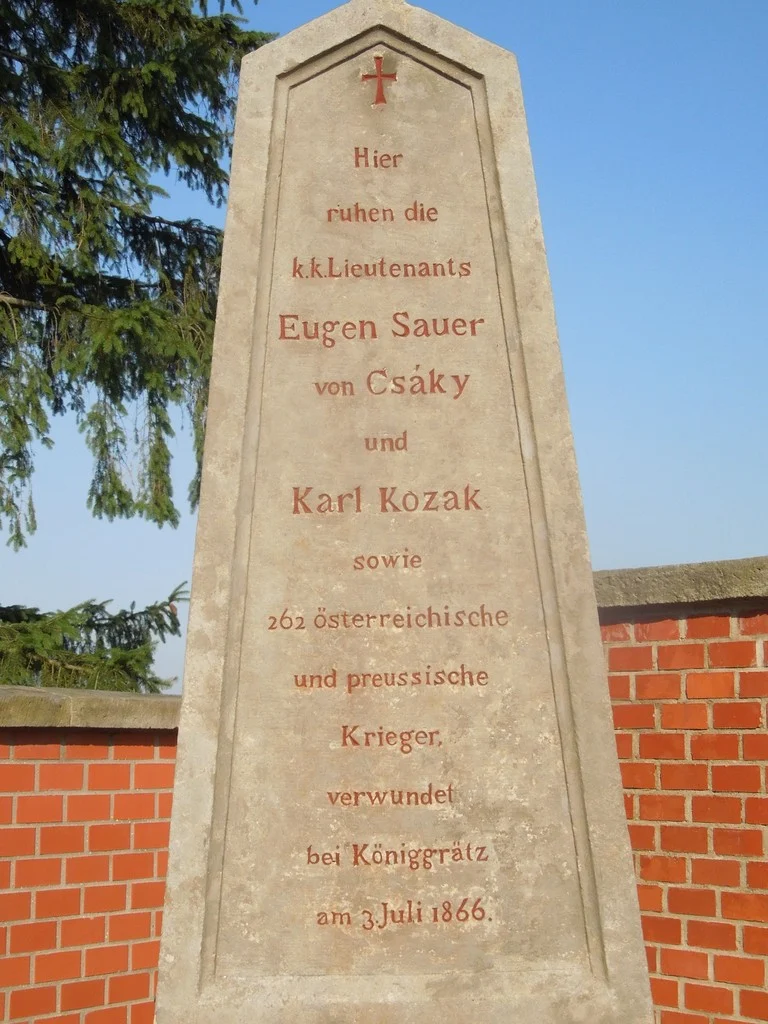 Hier
ruhen die
k.k.Lieutenants
Eugen Sauer
von Csáky
und
Karl Kozak
sowie
262 österreichische
und preussische
Krieger,
verwundet
bei Königgrätz
am 3.Juli 1866.